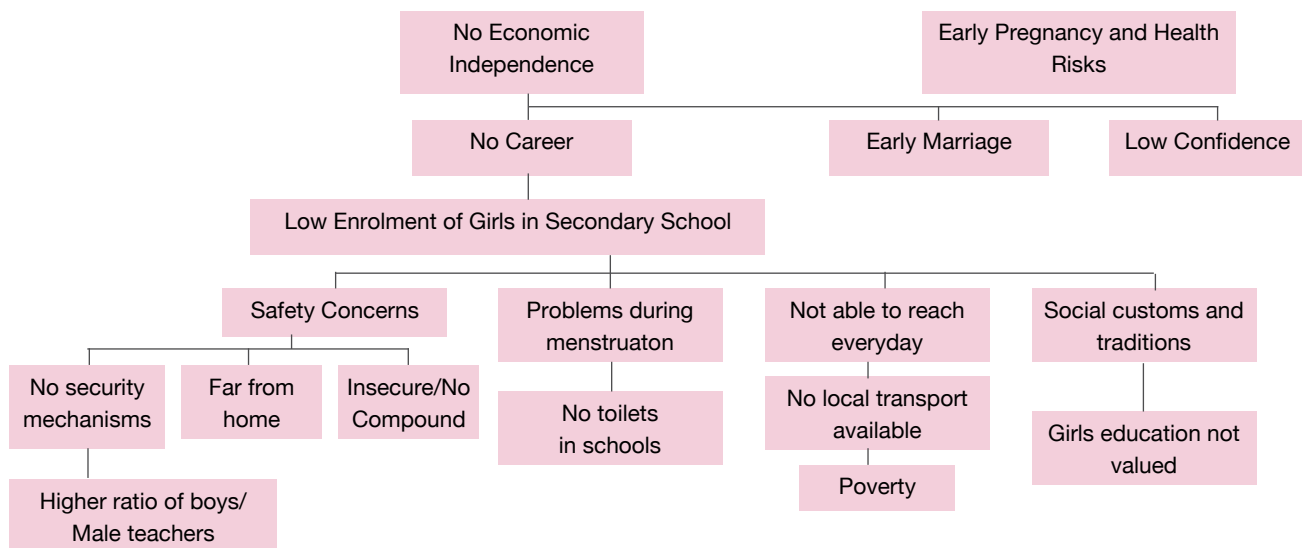 No Economic
Independence
Early Pregnancy and Health
Risks
No Career
Early Marriage
Low Confidence
Low Enrolment of Girls in Secondary School
Safety Concerns
Problems during
menstruaton
Not able to reach
everyday
Social customs and
traditions
No security
mechanisms
Far from
home
Insecure/No
Compound
No toilets
in schools
No local transport
available
Girls education not
valued
Poverty
Higher ratio of boys/
Male teachers